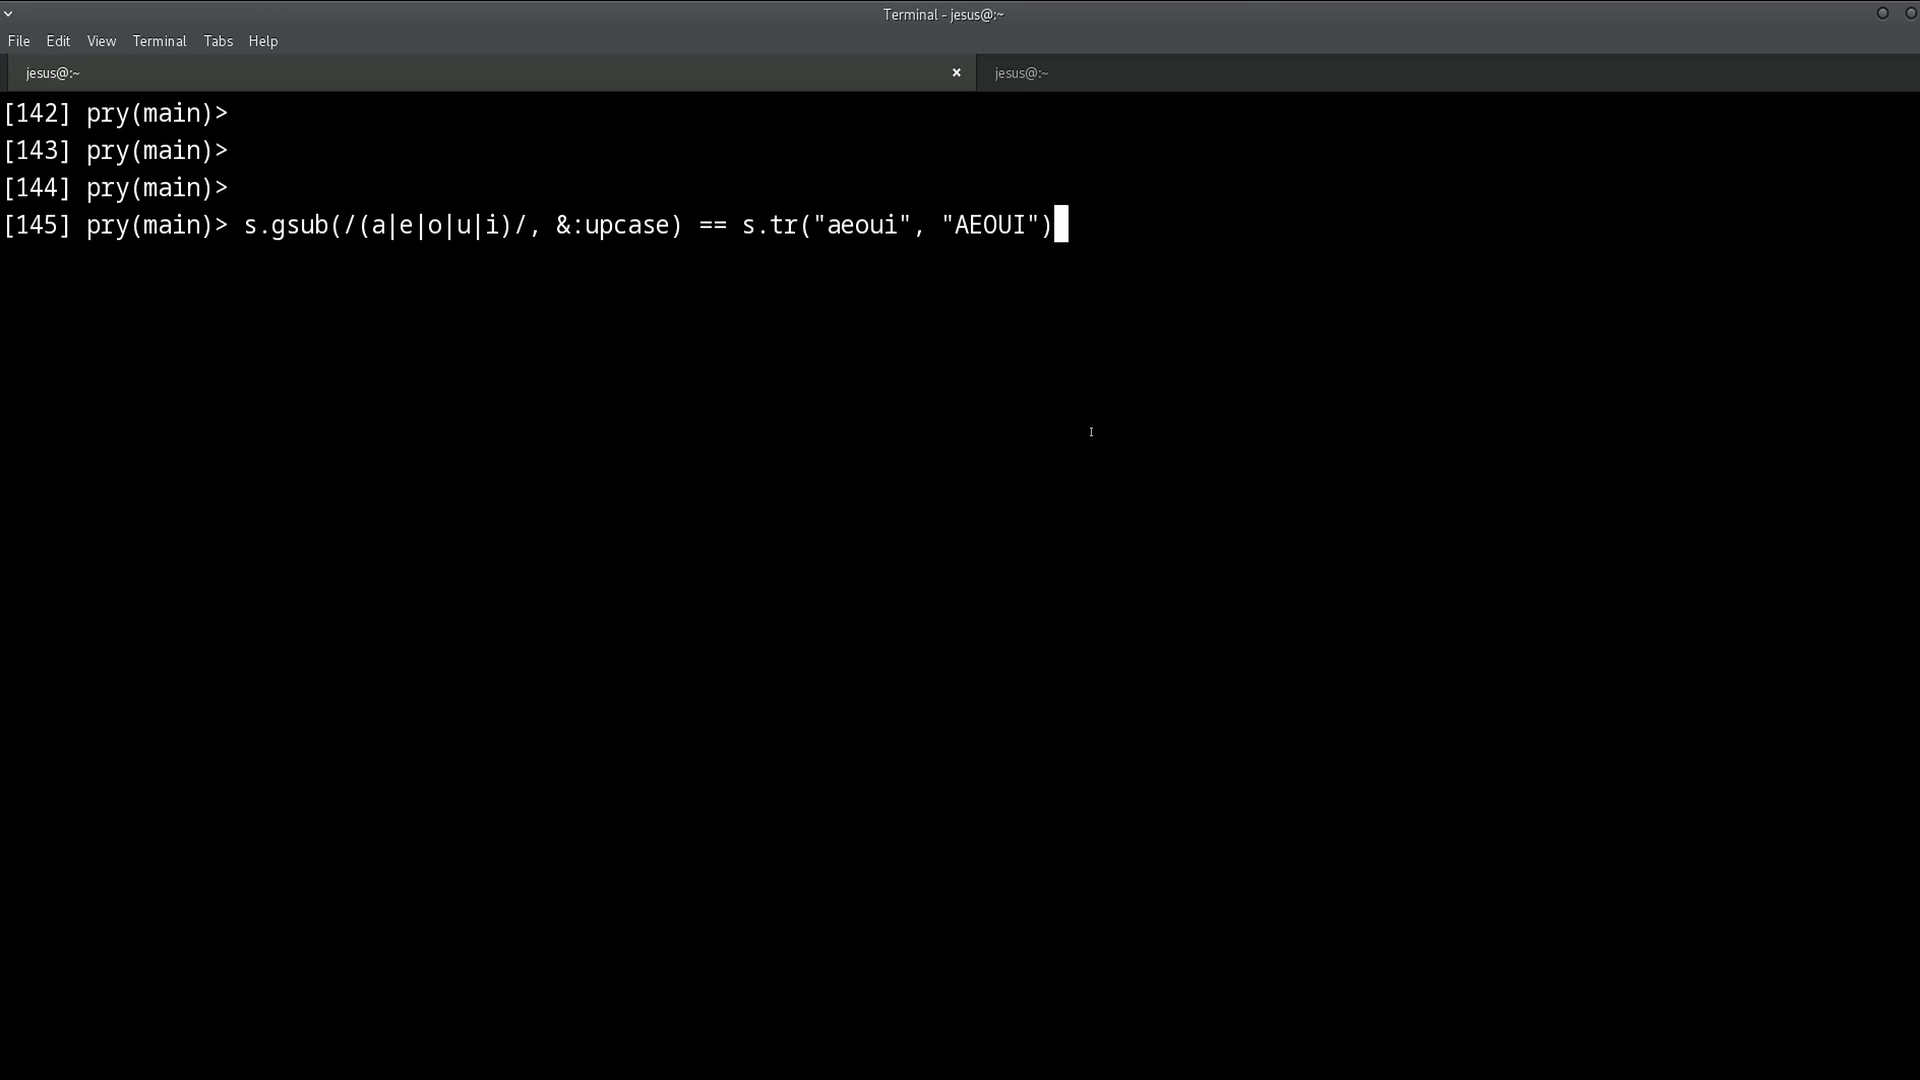 Terminal - jesus@:~
File Edit View Terminal Tabs Help
jesus@:~ × jesus@:~
[142] pry(main)>
[143] pry(main)>
[144] pry(main)>
[145] pry(main)> s.gsub(/(a|e|o|u|i)/, &:upcase) == s.tr("aeoui", "AEOUI")